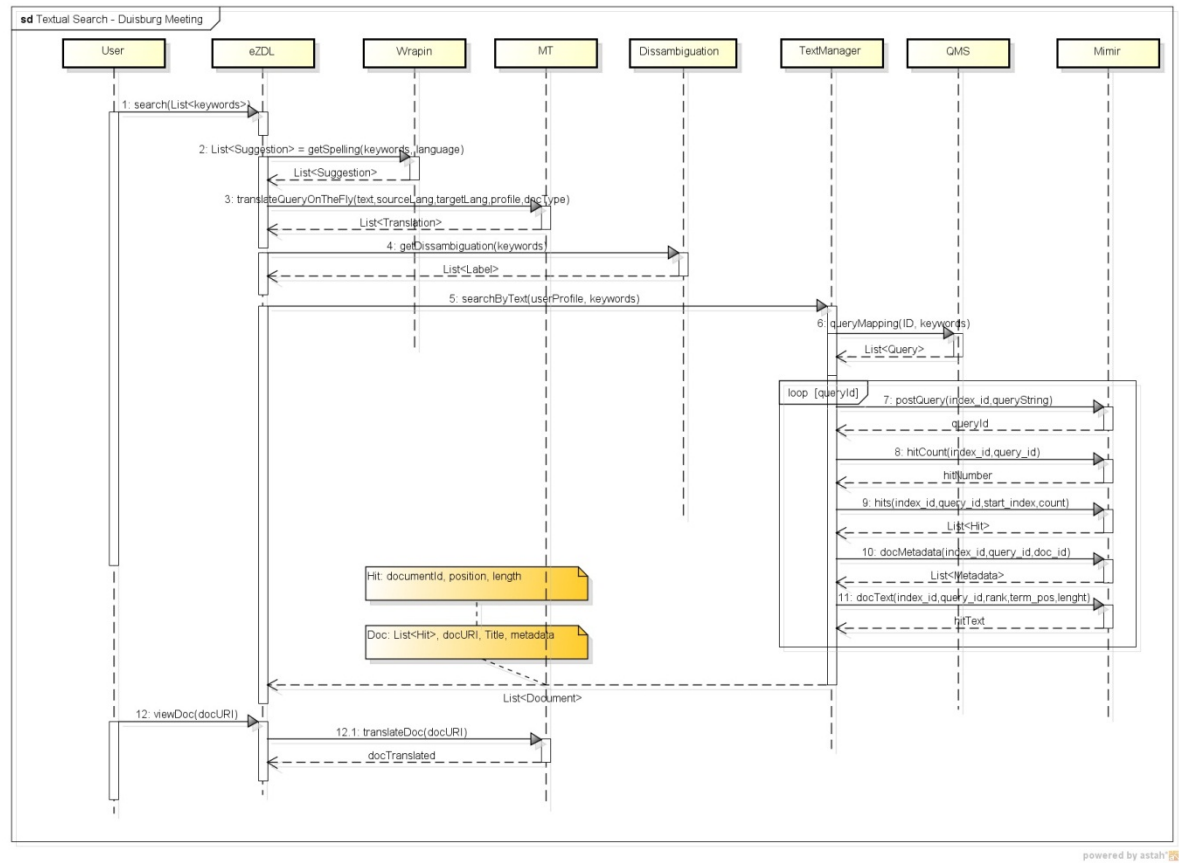 sd Textual Search - Duisburg Meeting
User
eZDL
Wrapin
MT
Dissambiguation
TextManager
QMS
Mimir
1: search(List<keywords>)
2: List<Suggestion> = getSpelling(keywords, language)
List<Suggestion>
3: translateQueryOnTheFly(text,sourceLang,targetLang,profile,docType)
List<Translation>
4: getDissambiguation(keywords)
List<Label>
5: searchByText(userProfile, keywords)
6: queryMapping(ID, keywords)
List<Query>
loop [queryId]
7: postQuery(index_id,queryString)
queryId
8: hitCount(index_id,query_id)
hitNumber
9: hits(index_id,query_id,start_index,count)
List<Hit>
10: docMetadata(index_id,query_id,doc_id)
List<Metadata>
11: docText(index_id,query_id,rank,term_pos,lenght)
hitText
Hit: documentId, position, length
Doc: List<Hit>, docURI, Title, metadata
List<Document>
12: viewDoc(docURI)
12.1: translateDoc(docURI)
docTranslated
powered by astah*